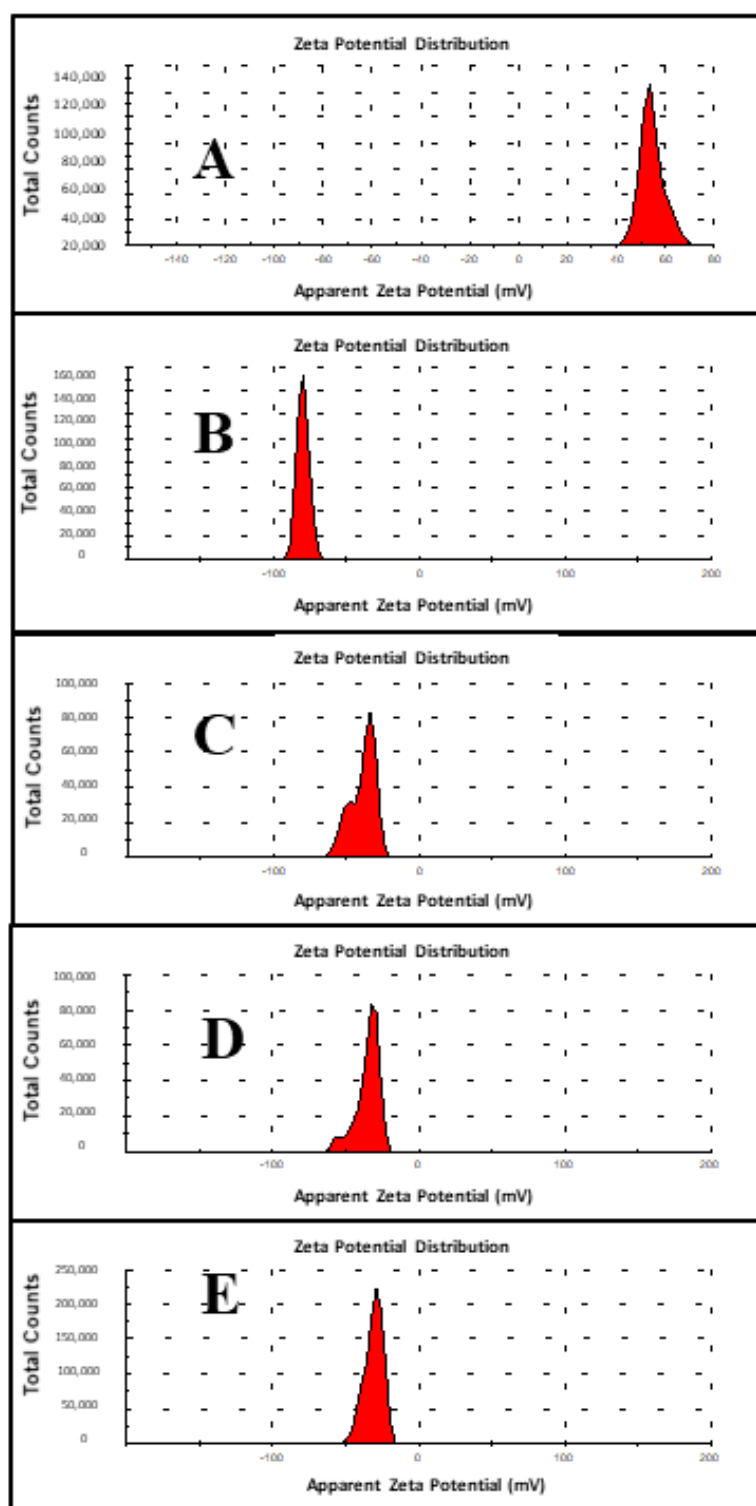 Zeta Potential Distribution
140,000
120,000
100,000
80,000
60,000
40,000
20,000
Total Counts
A
-140 -120 -100 -80 -60 -40 -20 0 20 40 60 80
Apparent Zeta Potential (mV)
Zeta Potential Distribution
160,000
140,000
120,000
100,000
80,000
60,000
40,000
20,000
0
Total Counts
B
-100 0 100 200
Apparent Zeta Potential (mV)
Zeta Potential Distribution
100,000
80,000
60,000
40,000
20,000
0
Total Counts
C
-100 0 100 200
Apparent Zeta Potential (mV)
Zeta Potential Distribution
100,000
80,000
60,000
40,000
20,000
0
Total Counts
D
-100 0 100 200
Apparent Zeta Potential (mV)
Zeta Potential Distribution
250,000
200,000
150,000
100,000
50,000
0
Total Counts
E
-100 0 100 200
Apparent Zeta Potential (mV)